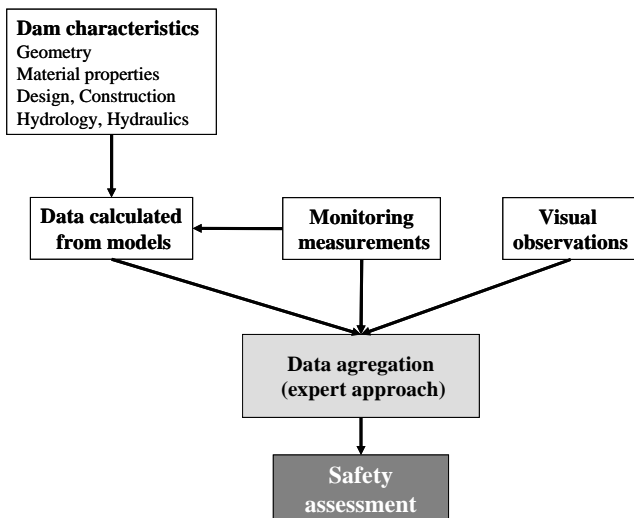 Dam characteristics
Geometry
Material properties
Design, Construction
Hydrology, Hydraulics
Data calculated
from models
Monitoring
measurements
Visual
observations
Data agregation
(expert approach)
Safety
assessment